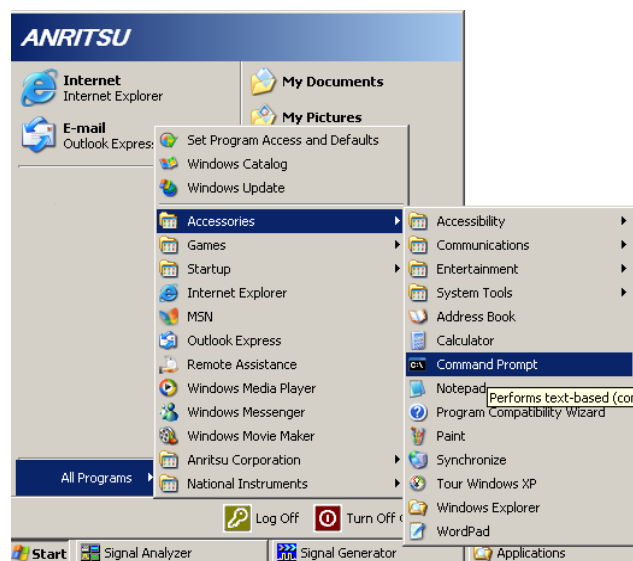 ANRITSU
Internet
Internet Explorer
My Documents
My Pictures
E-mail
Outlook Express
Set Program Access and Defaults
Windows Catalog
Windows Update
Accessories
Games
Startup
Internet Explorer
MSN
Outlook Express
Remote Assistance
Windows Media Player
Windows Messenger
Windows Movie Maker
Anritsu Corporation
National Instruments
Accessibility
Communications
Entertainment
System Tools
Address Book
Calculator
C:\
Command Prompt
Notepad
Performs text-based (co
Program Compatibility Wizard
Paint
Synchronize
Tour Windows XP
Windows Explorer
WordPad
All Programs
Log Off
Turn Off
Start
Signal Analyzer
Signal Generator
Applications